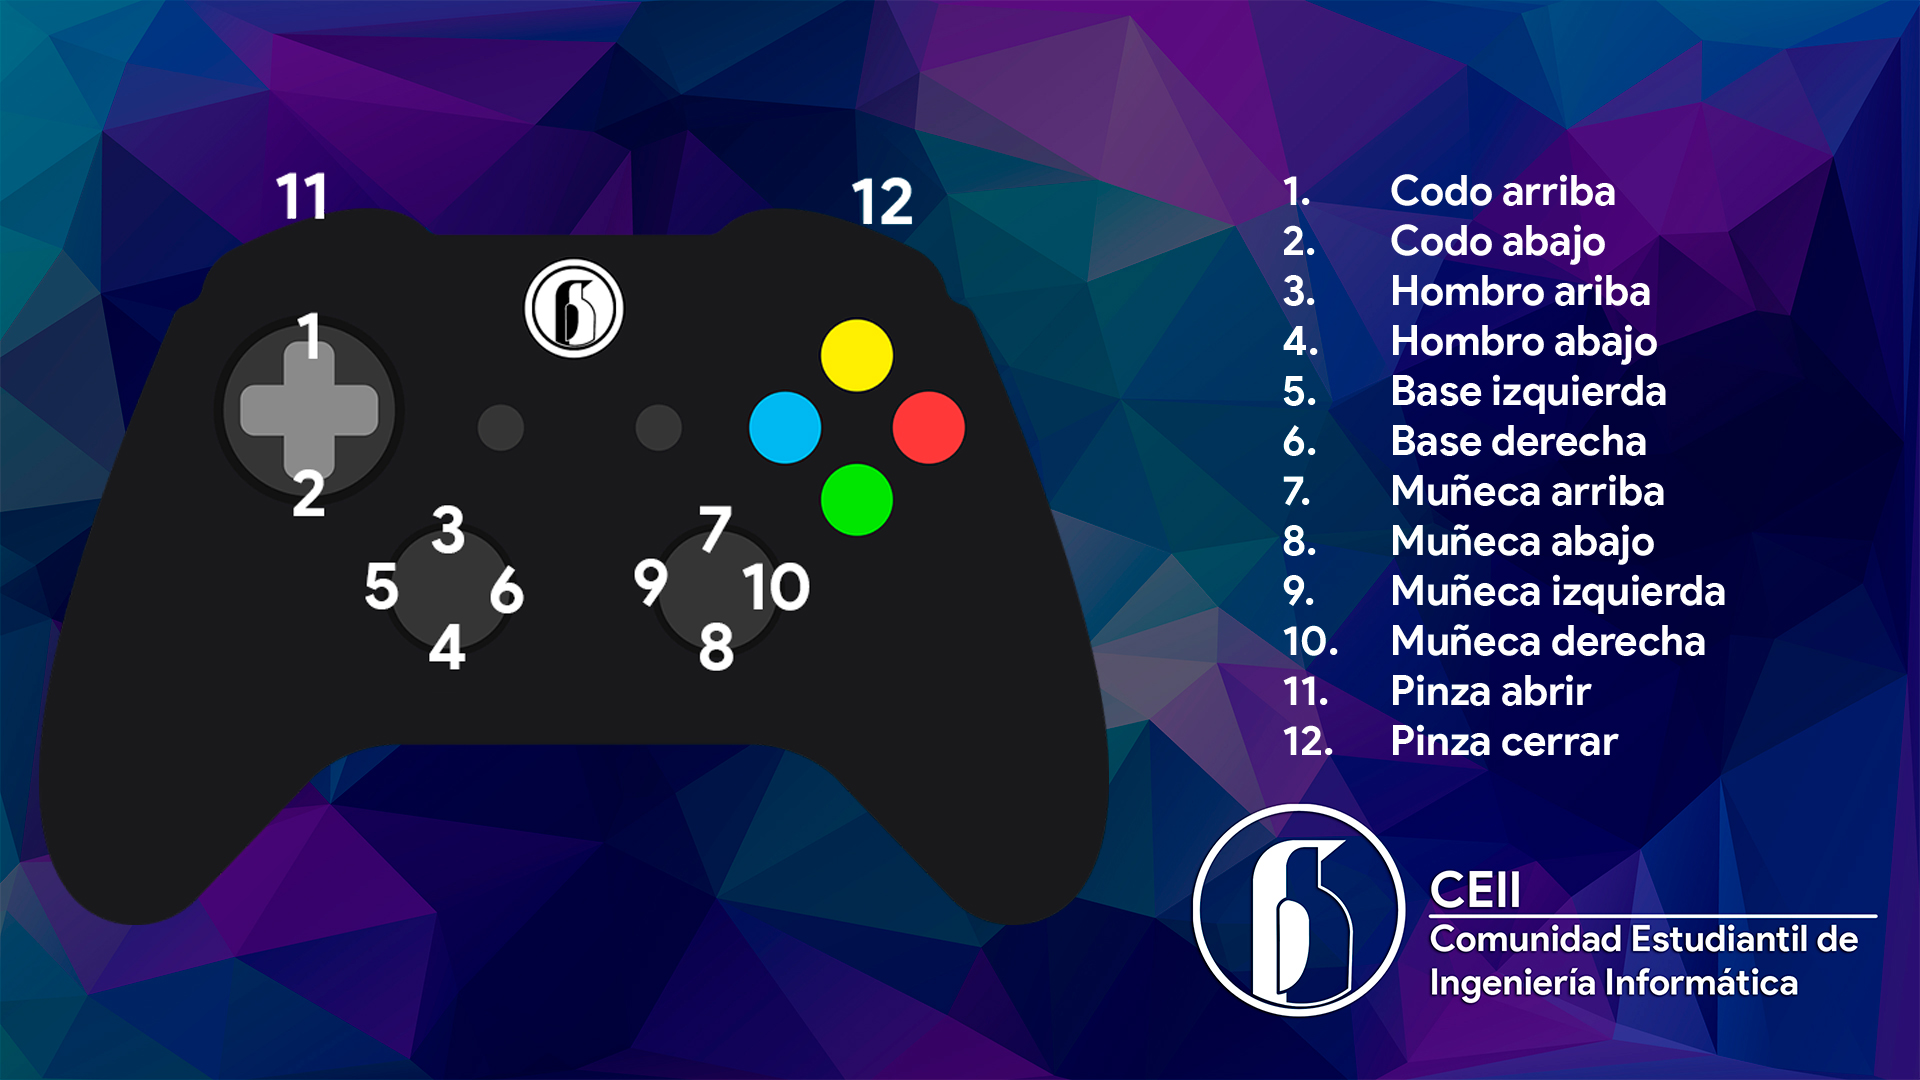 11
12
1
2
3
5
6
4
7
9
10
8
1. Codo arriba
2. Codo abajo
3. Hombro ariba
4. Hombro abajo
5. Base izquierda
6. Base derecha
7. Muñeca arriba
8. Muñeca abajo
9. Muñeca izquierda
10. Muñeca derecha
11. Pinza abrir
12. Pinza cerrar
CEII
Comunidad Estudiantil de
Ingeniería Informática